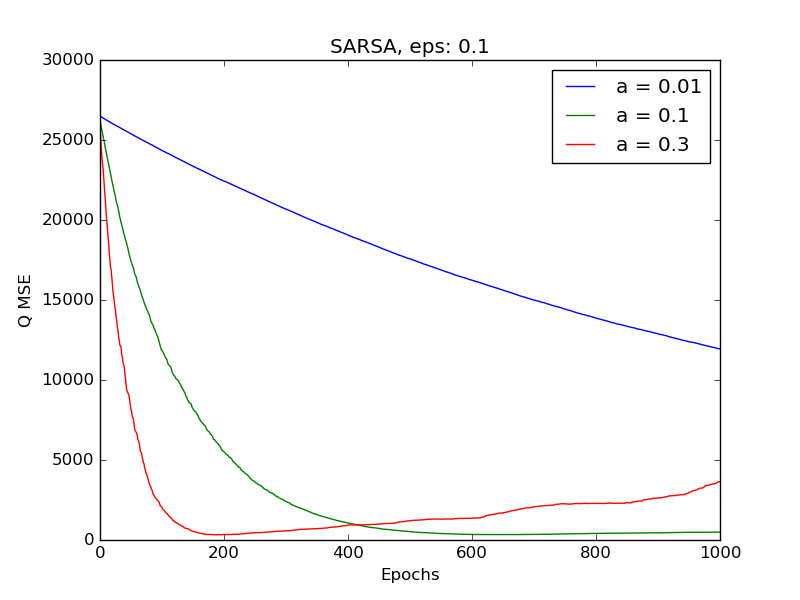 SARSA, eps: 0.1
30000
25000
20000
15000
10000
5000
0
Q MSE
a = 0.01
a = 0.1
a = 0.3
0 200 400 600 800 1000
Epochs